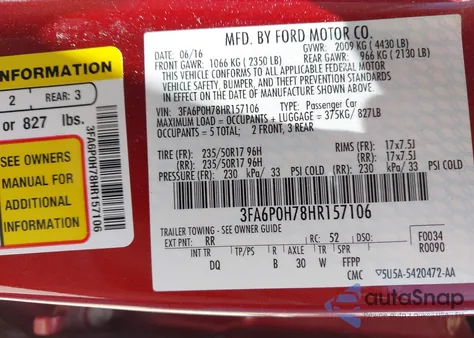 MFD. BY FORD MOTOR CO.
DATE: 06/16 GVWR: 2009 KG ( 4430 LB)
FRONT GAWR: 1066 KG ( 2350 LB) REAR GAWR: 966 KG ( 2130 LB)
THIS VEHICLE CONFORMS TO ALL APPLICABLE FEDERAL MOTOR
VEHICLE SAFETY, BUMPER, AND THEFT PREVENTION STANDARDS
IN EFFECT ON THE DATE OF MANUFACTURE SHOWN ABOVE.
VIN: 3FA6P0H78HR157106 TYPE: Passenger Car
MAXIMUM LOAD = OCCUPANTS + LUGGAGE = 375KG / 827LB
OCCUPANTS = 5 TOTAL; 2 FRONT, 3 REAR
TIRE (FR): 235/50R17 96H RIMS (FR): 17x7.5J
(RR): 235/50R17 96H (RR): 17x7.5J
PRESSURE (FR): 230 kPa/ 33 PSI COLD (RR): 230 kPa/ 33 PSI COLD
3FA6P0H78HR157106
TRAILER TOWING - SEE OWNER GUIDE
EXT PNT: RR RC: 52 DSO: F0034
R0090
INT TR TP/PS R AXLE TR SPR
DQ B 30 W FFPP
CMC 5U5A-5420472-AA
INFORMATION
2 REAR: 3
or 827 lbs.
SEE OWNERS
MANUAL FOR
ADDITIONAL
INFORMATION
3FA6P0H78HR157106
autoSnap